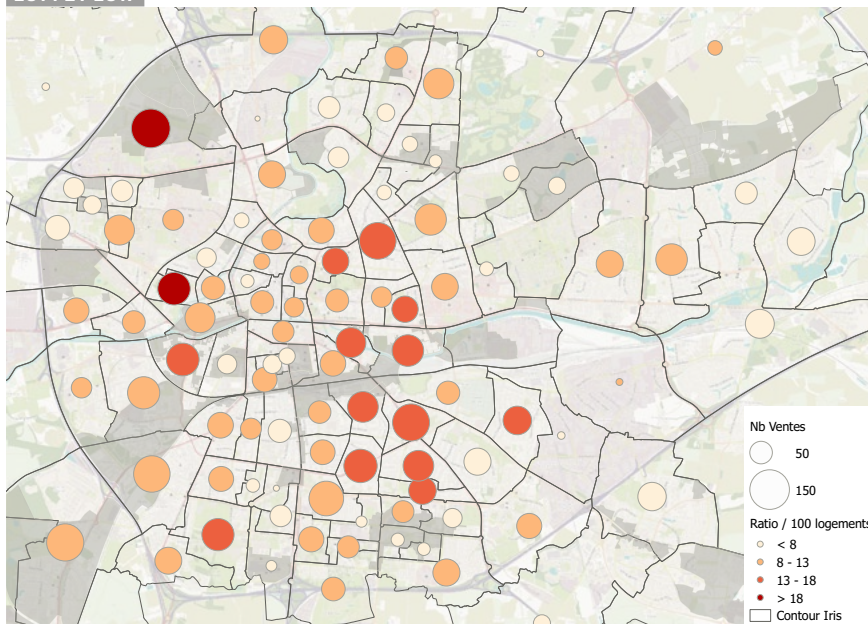 Nb Ventes
50
150
Ratio / 100 logements
< 8
8 - 13
13 - 18
> 18
Contour Iris